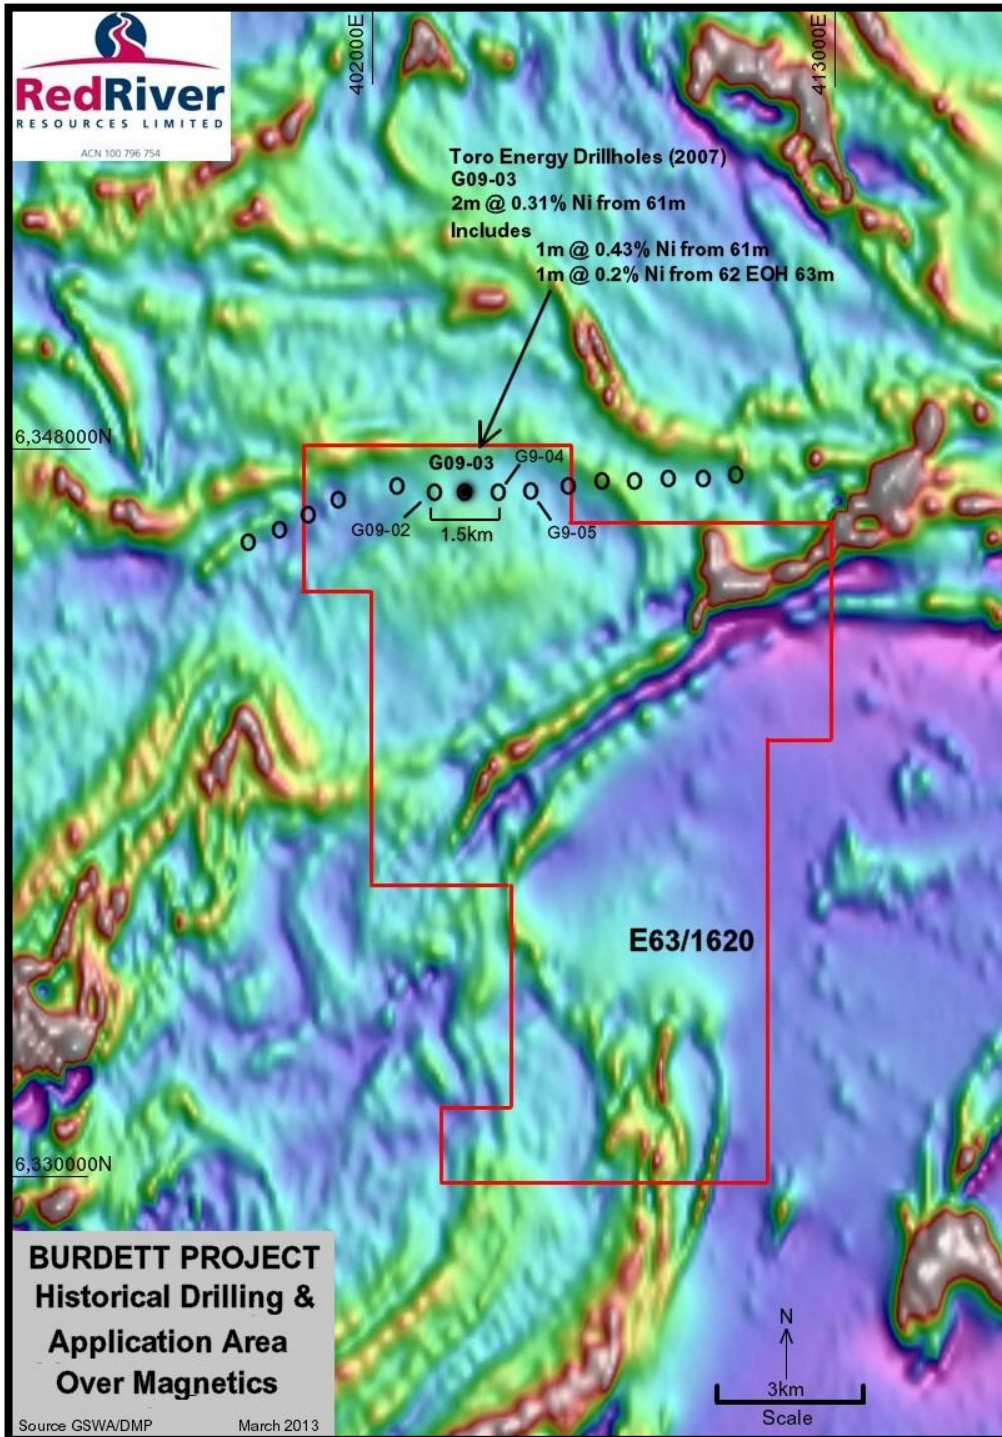 RedRiver
RESOURCES LIMITED
ACN 100 796 754
402000E
413000E
Toro Energy Drillholes (2007)
G09-03
2m @ 0.31% Ni from 61m
Includes
1m @ 0.43% Ni from 61m
1m @ 0.2% Ni from 62 EOH 63m
6,348000N
G09-03
G9-04
G09-02
1.5km
G9-05
E63/1620
6,330000N
BURDETT PROJECT
Historical Drilling &
Application Area
Over Magnetics
Source GSWA/DMP March 2013
N
3km
Scale